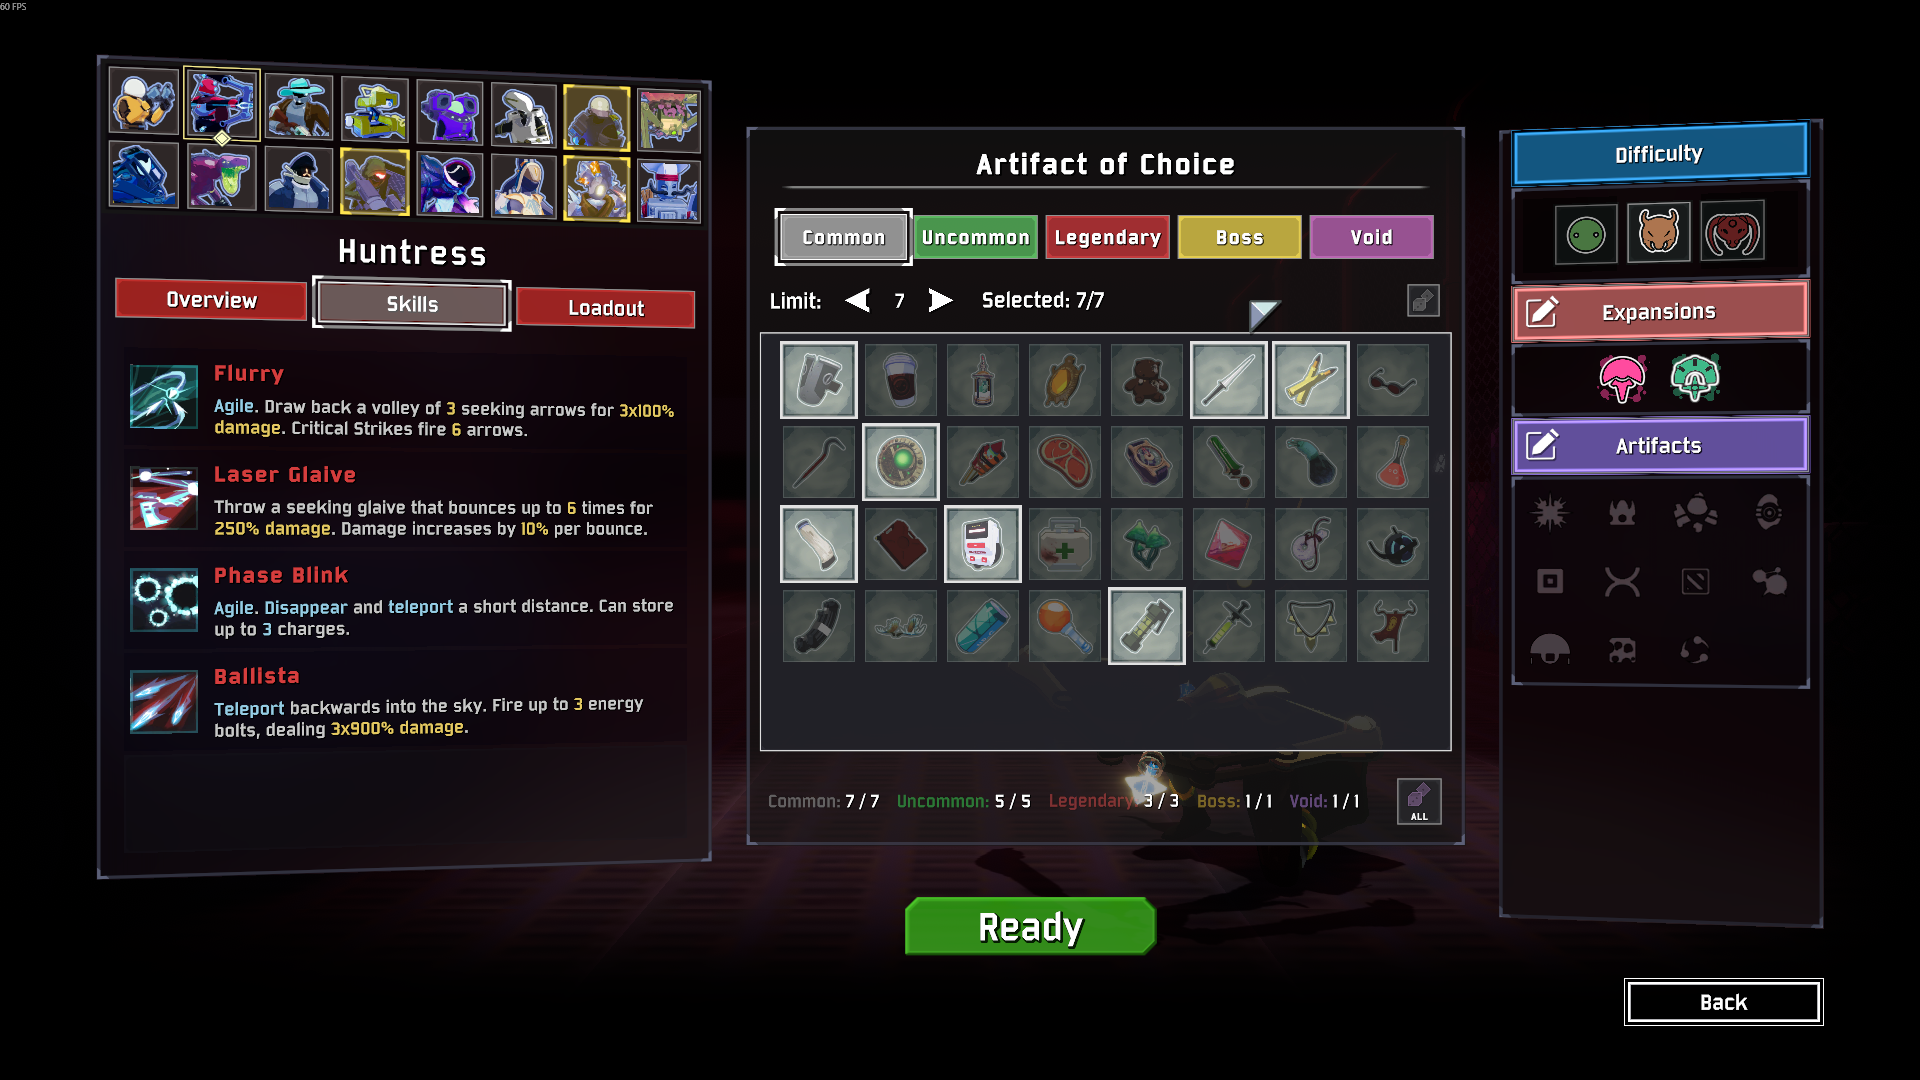 60 FPS
Huntress
Overview
Skills
Loadout
Flurry
Agile. Draw back a volley of 3 seeking arrows for 3x100%
damage. Critical Strikes fire 6 arrows.
Laser Glaive
Throw a seeking glaive that bounces up to 6 times for
250% damage. Damage increases by 10% per bounce.
Phase Blink
Agile. Disappear and teleport a short distance. Can store
up to 3 charges.
Ballista
Teleport backwards into the sky. Fire up to 3 energy
bolts, dealing 3x900% damage.
Artifact of Choice
Common
Uncommon
Legendary
Boss
Void
Limit: 7 Selected: 7/7
Common: 7/7 Uncommon: 5/5 Legendary: 3/3 Boss: 1/1 Void: 1/1
ALL
Ready
Difficulty
Expansions
Artifacts
Back